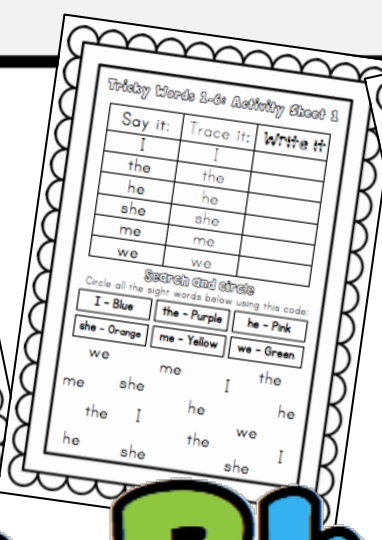 Tricky Words 1-6: Activity Sheet 1
Say it: Trace it: Write it
I I
the the
he he
she she
me me
we we
Search and circle
Circle all the sight words below using this code:
I - Blue the - Purple he - Pink
she - Orange me - Yellow we - Green
we me I the
me she he he
the I we
he she the she I
Ph